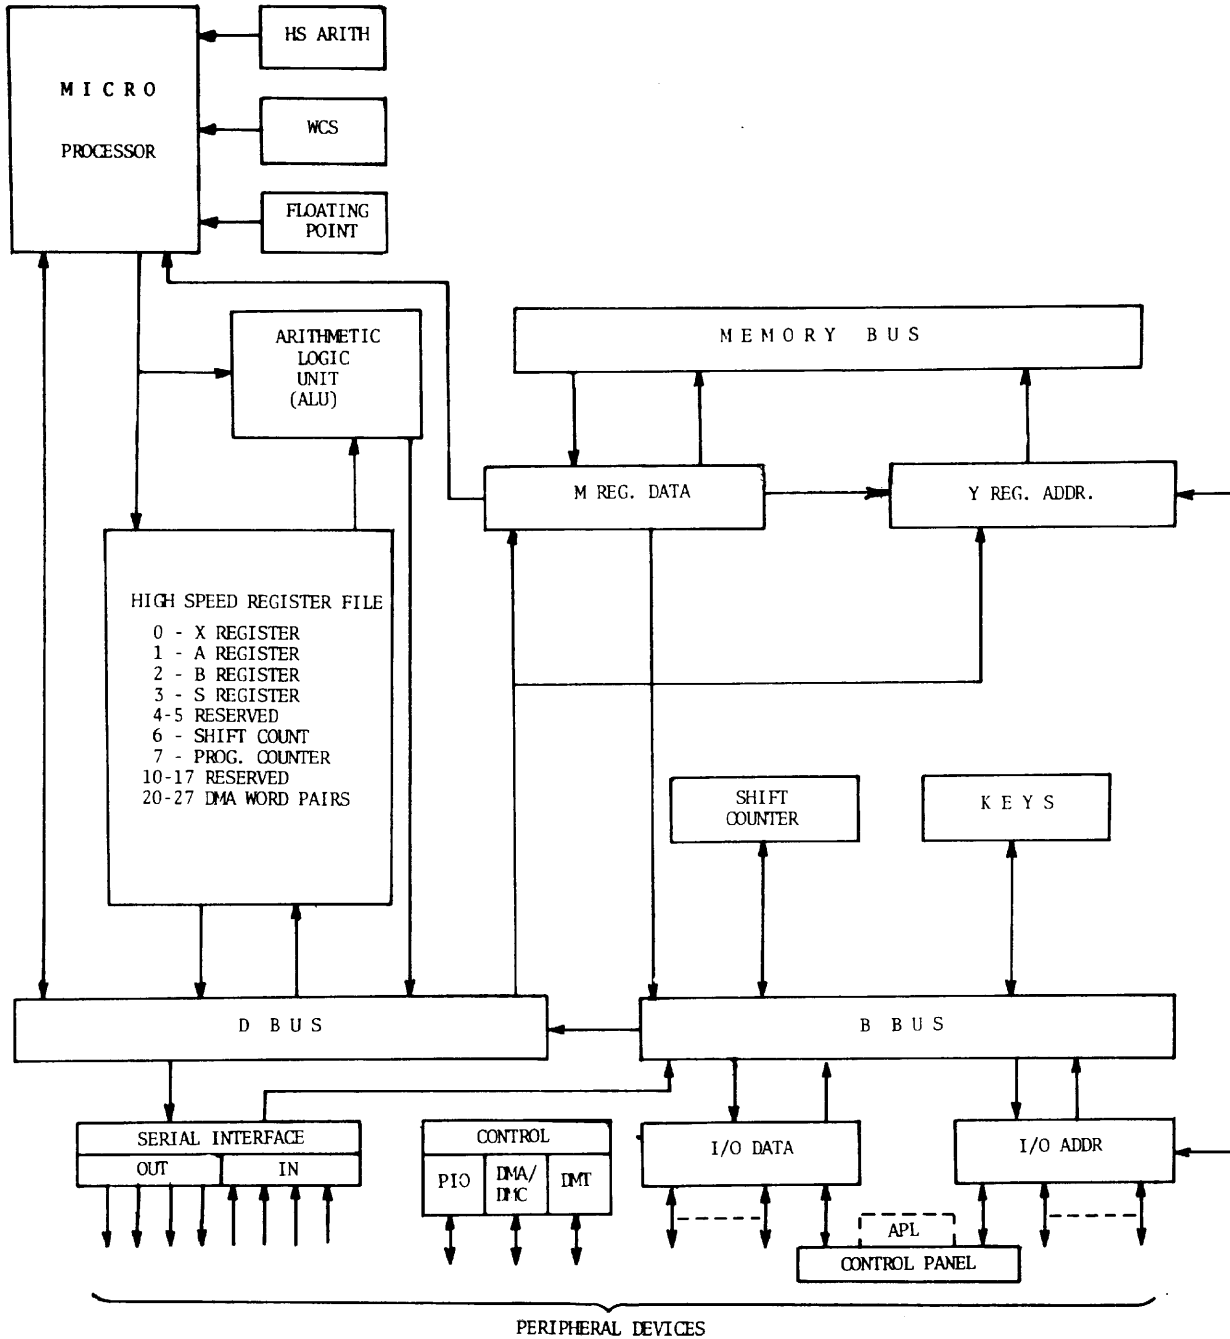 HS ARITH
MICRO
PROCESSOR
WCS
FLOATING
POINT
ARITHMETIC
LOGIC
UNIT
(ALU)
MEMORY BUS
M REG. DATA
Y REG. ADDR.
HIGH SPEED REGISTER FILE
0 - X REGISTER
1 - A REGISTER
2 - B REGISTER
3 - S REGISTER
4-5 RESERVED
6 - SHIFT COUNT
7 - PROG. COUNTER
10-17 RESERVED
20-27 DMA WORD PAIRS
SHIFT
COUNTER
KEYS
D BUS
B BUS
SERIAL INTERFACE
OUT
IN
CONTROL
PIO
DMA/
DMC
DMT
I/O DATA
I/O ADDR
APL
CONTROL PANEL
PERIPHERAL DEVICES